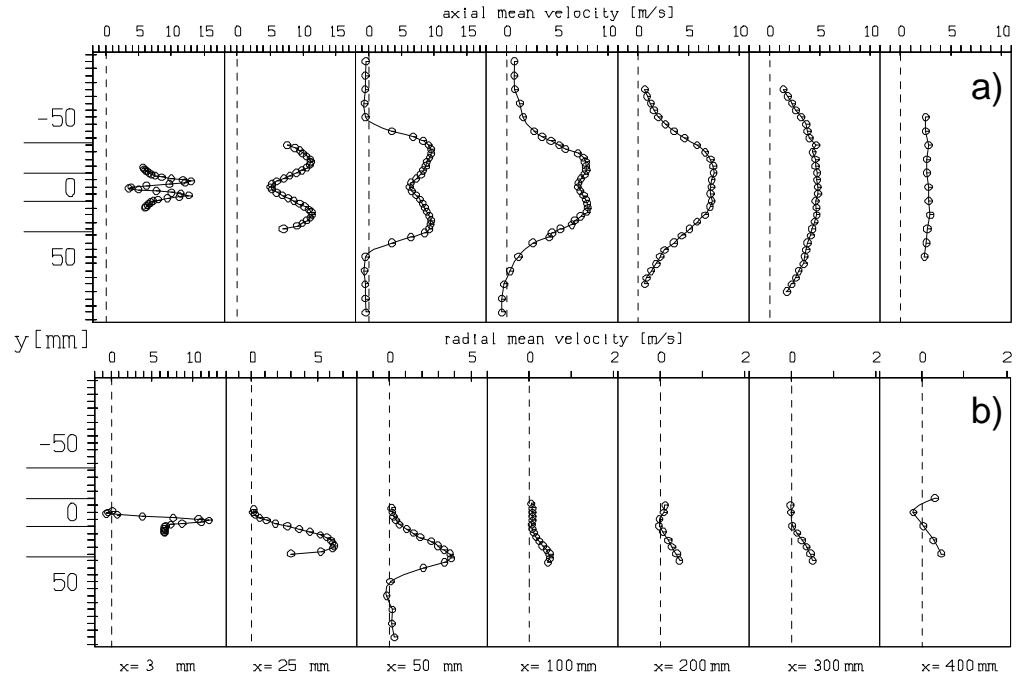 axial mean velocity [m/s]
0 5 10 15 0 5 10 15 0 5 10 0 5 10 0 5 10 0 5 10 0 5 10
a)
-50
0
50
y[mm]
radial mean velocity [m/s]
0 5 10 0 5 0 5 0 2 0 2 0 2 0 2
b)
-50
0
50
x= 3 mm x= 25 mm x= 50 mm x= 100 mm x= 200 mm x= 300 mm x= 400 mm